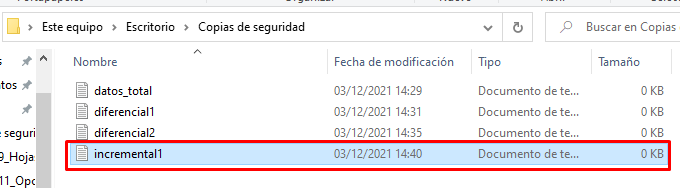 Este equipo > Escritorio > Copias de seguridad
Buscar en Copias
Nombre Fecha de modificación Tipo Tamaño
datos_total 03/12/2021 14:29 Documento de te... 0 KB
diferencial1 03/12/2021 14:31 Documento de te... 0 KB
diferencial2 03/12/2021 14:35 Documento de te... 0 KB
e seguri
incremental1 03/12/2021 14:40 Documento de te... 0 KB
9_Hojas
11_Opc